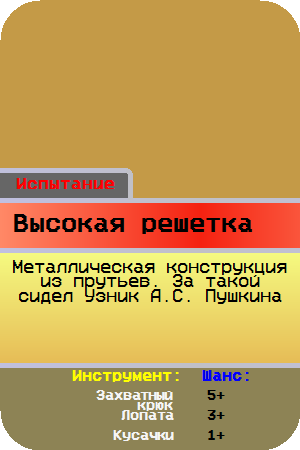 Испытание
Высокая решетка
Металлическая конструкция
из прутьев. За такой
сидел Узник А.С. Пушкина
Инструмент: Шанс:
Захватный крюк 5+
Лопата 3+
Кусачки 1+